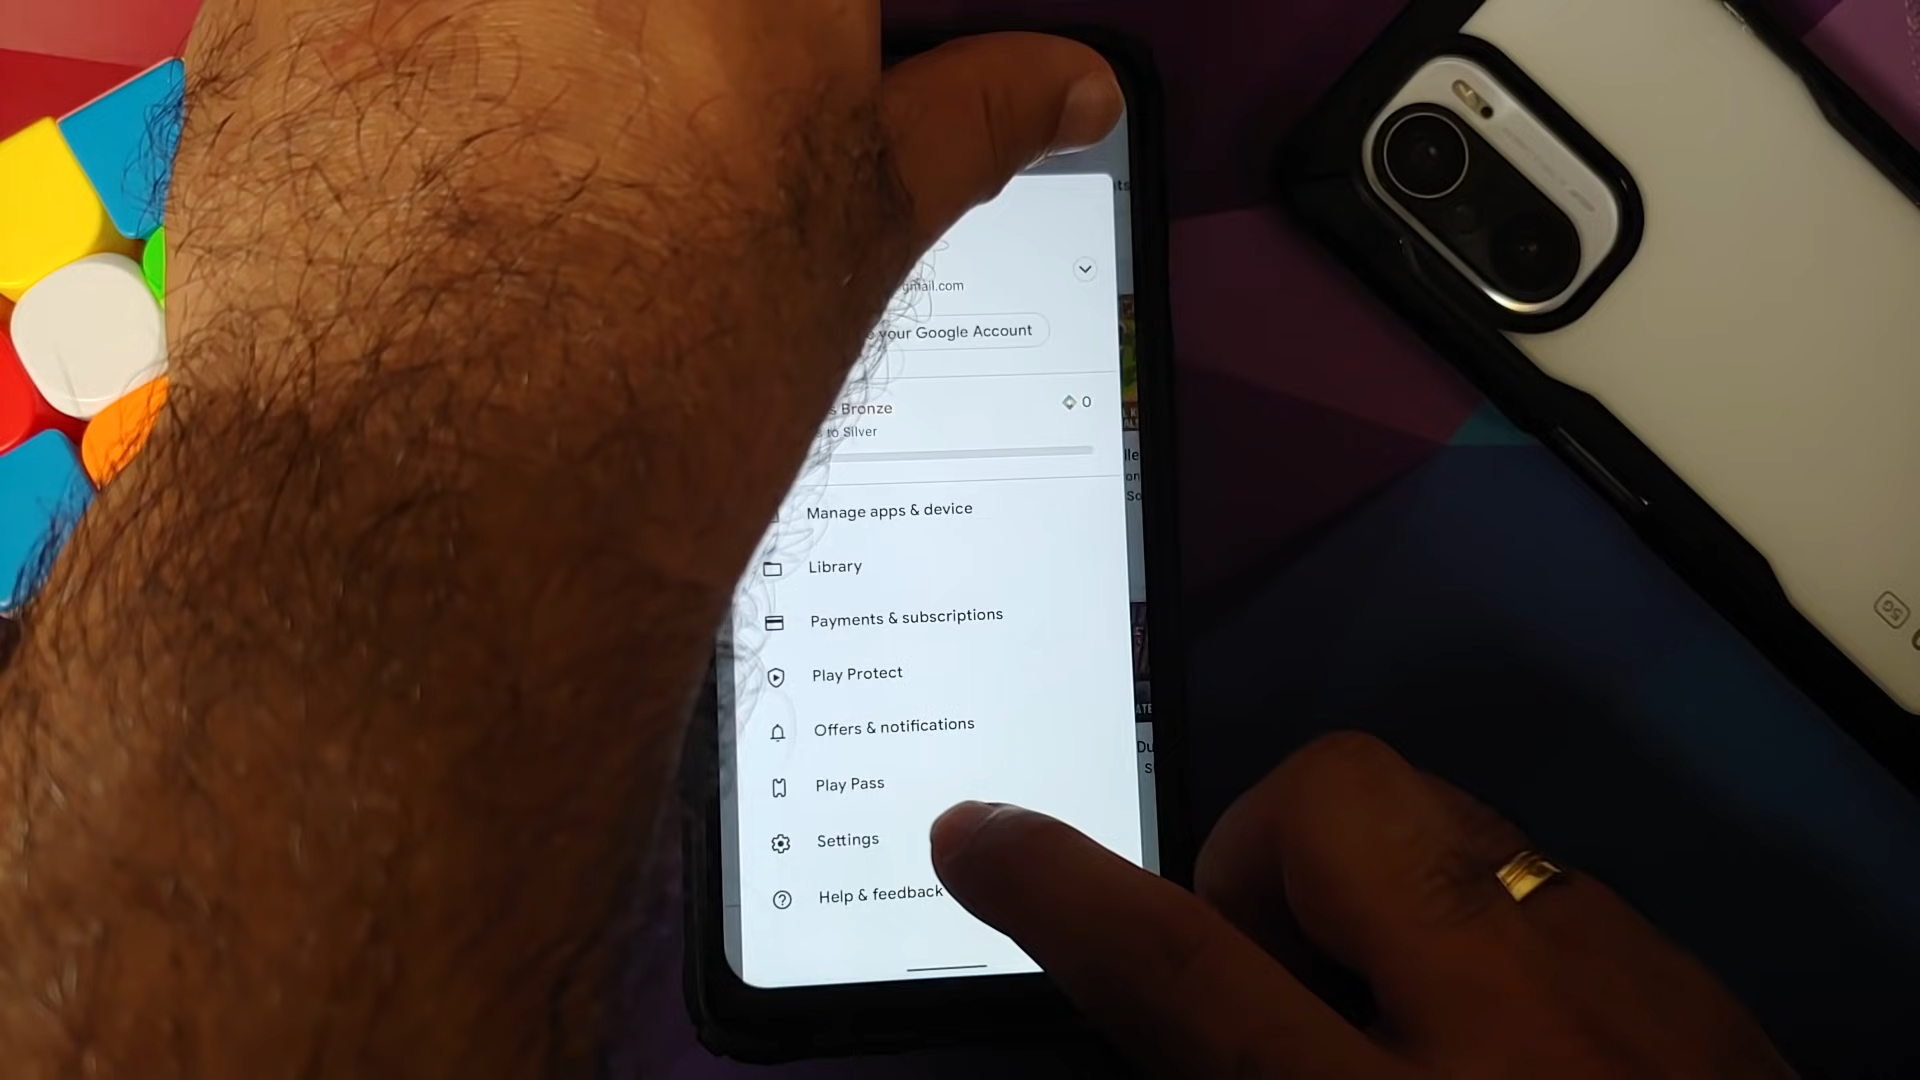 gmail.com
your Google Account
Bronze
0
to Silver
Manage apps & device
Library
Payments & subscriptions
Play Protect
Offers & notifications
Play Pass
Settings
Help & feedback
5G